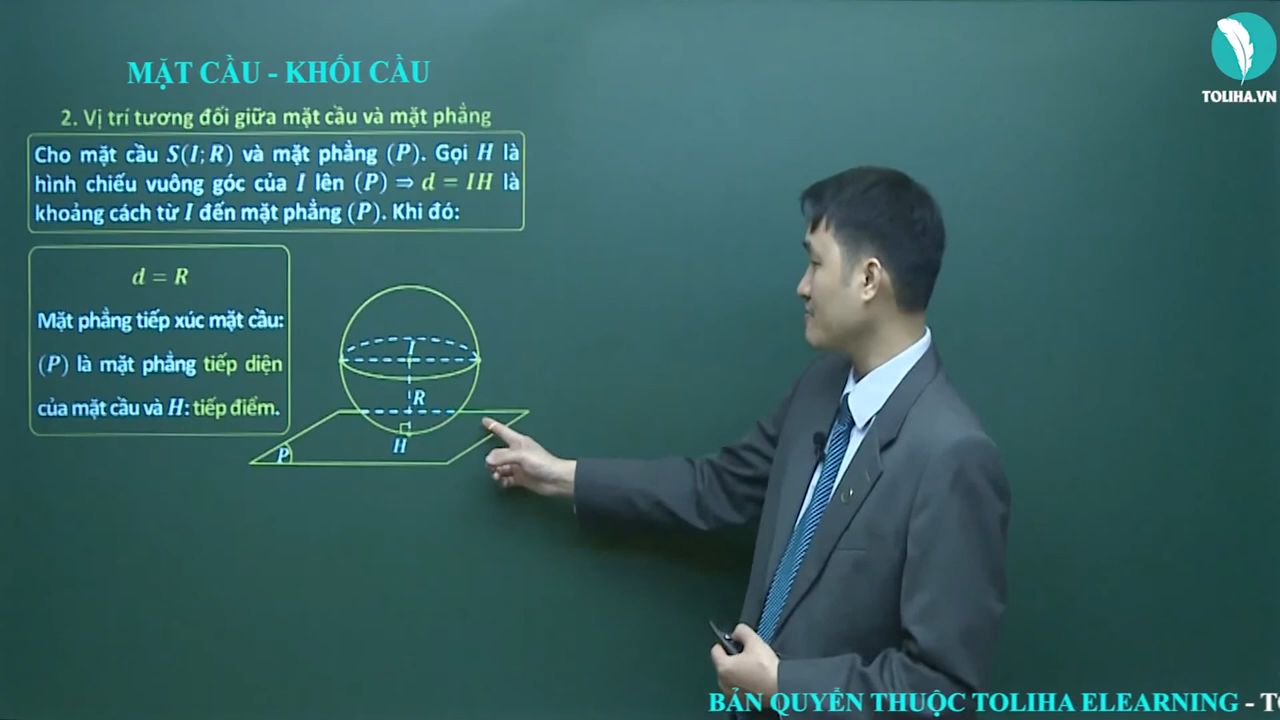 TOLIHA.VN
MẶT CẦU - KHỐI CẦU
2. Vị trí tương đối giữa mặt cầu và mặt phẳng
Cho mặt cầu S(I;R) và mặt phẳng (P). Gọi H là
hình chiếu vuông góc của I lên (P) ⇒ d = IH là
khoảng cách từ I đến mặt phẳng (P). Khi đó:
d = R
Mặt phẳng tiếp xúc mặt cầu:
(P) là mặt phẳng tiếp diện
của mặt cầu và H: tiếp điểm.
I
R
H
P
BẢN QUYỀN THUỘC TOLIHA ELEARNING -